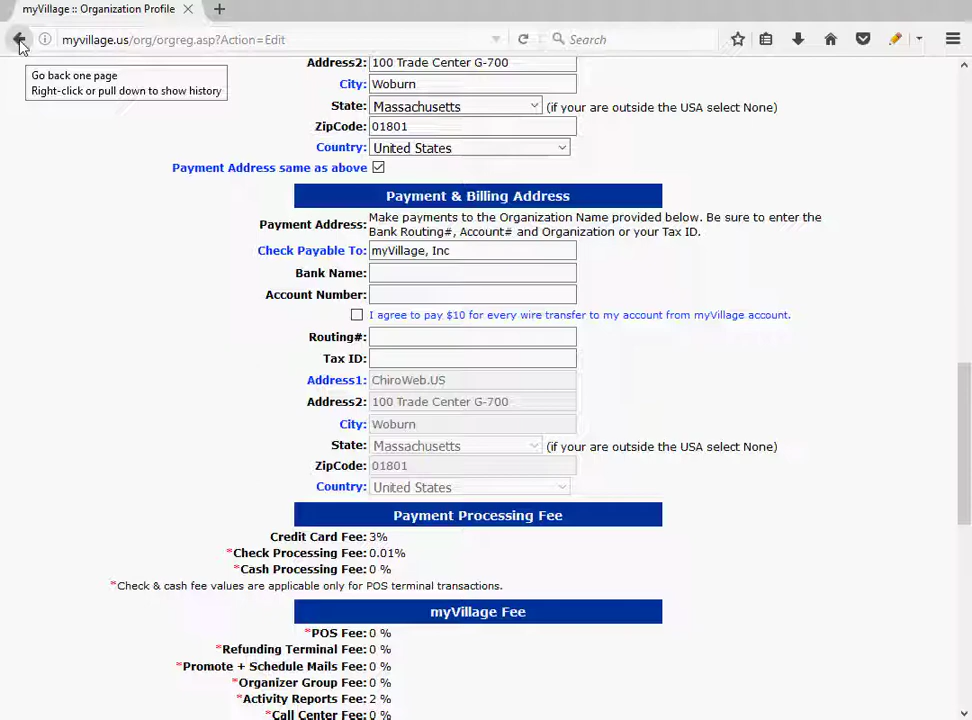 myVillage :: Organization Profile
myvillage.us/org/orgreg.asp?Action=Edit
Search
Go back one page
Right-click or pull down to show history
Address2: 100 Trade Center G-700
City: Woburn
State: Massachusetts (if your are outside the USA select None)
ZipCode: 01801
Country: United States
Payment Address same as above
Payment & Billing Address
Payment Address: Make payments to the Organization Name provided below. Be sure to enter the
Bank Routing#, Account# and Organization or your Tax ID.
Check Payable To: myVillage, Inc
Bank Name:
Account Number:
I agree to pay $10 for every wire transfer to my account from myVillage account.
Routing#:
Tax ID:
Address1: ChiroWeb.US
Address2: 100 Trade Center G-700
City: Woburn
State: Massachusetts (if your are outside the USA select None)
ZipCode: 01801
Country: United States
Payment Processing Fee
Credit Card Fee: 3%
*Check Processing Fee: 0.01%
*Cash Processing Fee: 0 %
*Check & cash fee values are applicable only for POS terminal transactions.
myVillage Fee
*POS Fee: 0 %
*Refunding Terminal Fee: 0 %
*Promote + Schedule Mails Fee: 0 %
*Organizer Group Fee: 0 %
*Activity Reports Fee: 2 %
*Call Center Fee: 0 %